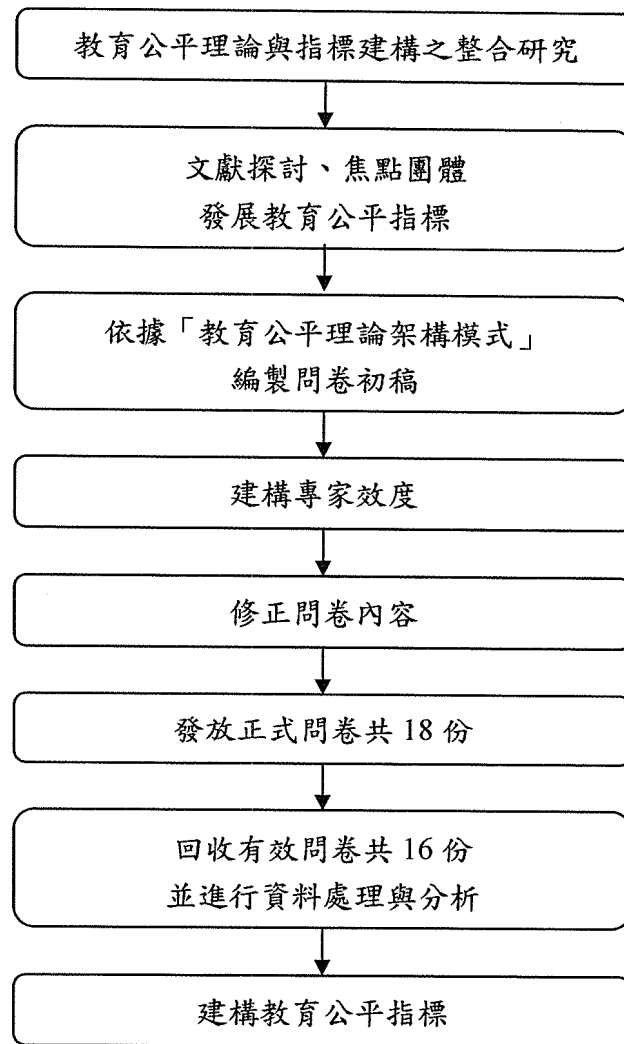 教育公平理論與指標建構之整合研究
文獻探討、焦點團體
發展教育公平指標
依據「教育公平理論架構模式」
編製問卷初稿
建構專家效度
修正問卷內容
發放正式問卷共 18 份
回收有效問卷共 16 份
並進行資料處理與分析
建構教育公平指標